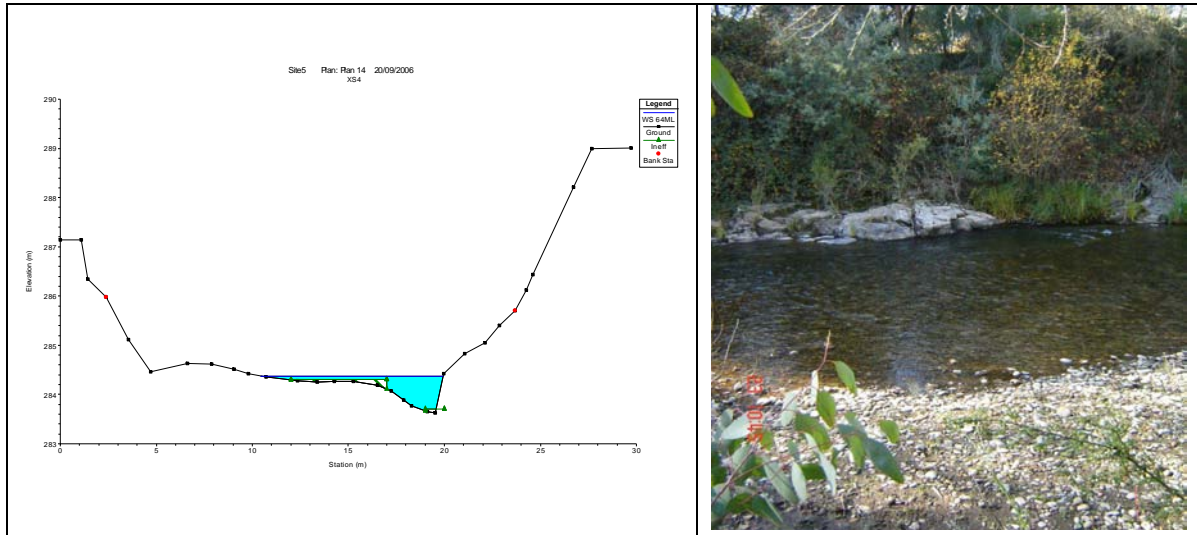 Site5 Plan: Plan 14 20/09/2006
XS4
Legend
WS 64ML
Ground
Ineff
Bank Sta
Elevation (m)
290
289
288
287
286
285
284
283
0
5
10
15
20
25
30
Station (m)